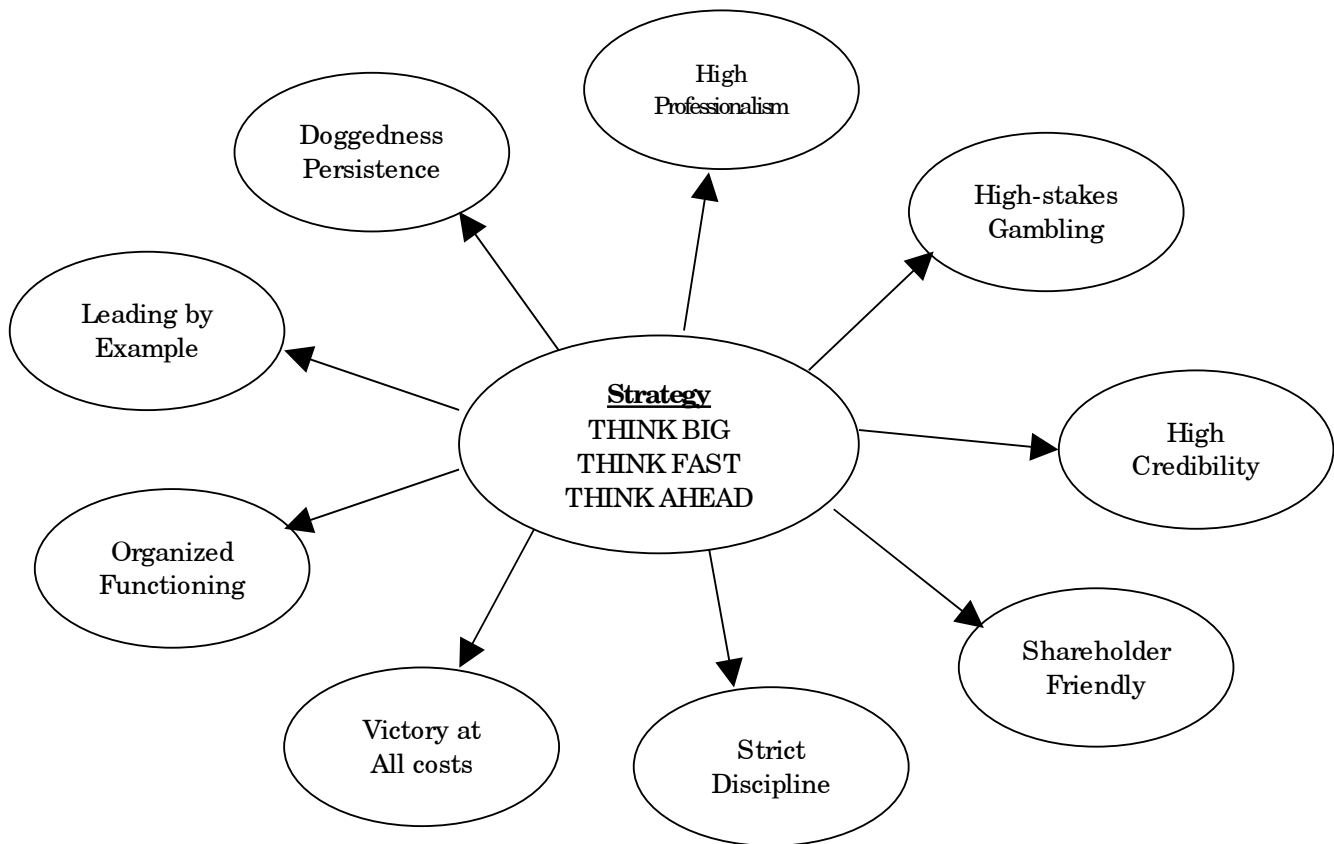 High
Professionalism
Doggedness
Persistence
High-stakes
Gambling
Leading by
Example
Strategy
THINK BIG
THINK FAST
THINK AHEAD
High
Credibility
Organized
Functioning
Shareholder
Friendly
Victory at
All costs
Strict
Discipline